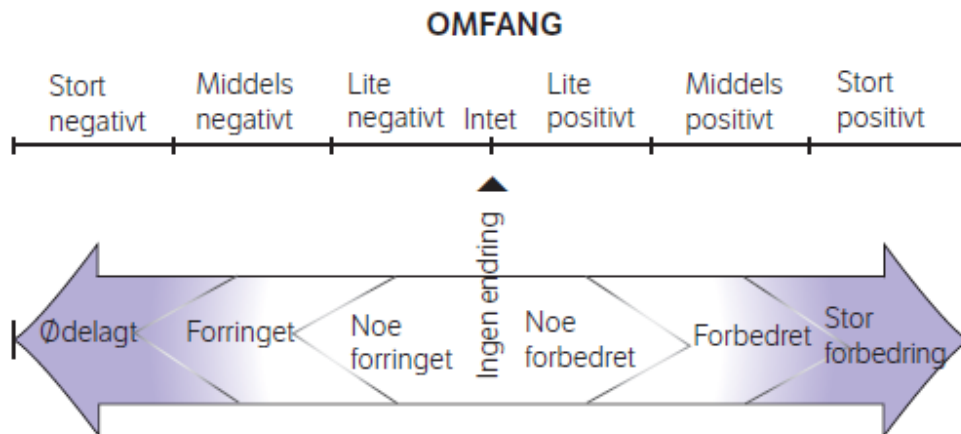 OMFANG
Stort
negativt
Middels
negativt
Lite
negativt
Intet
Lite
positivt
Middels
positivt
Stort
positivt
Ingen endring
Ødelagt
Forringet
Noe
forringet
Noe
forbedret
Forbedret
Stor
forbedring